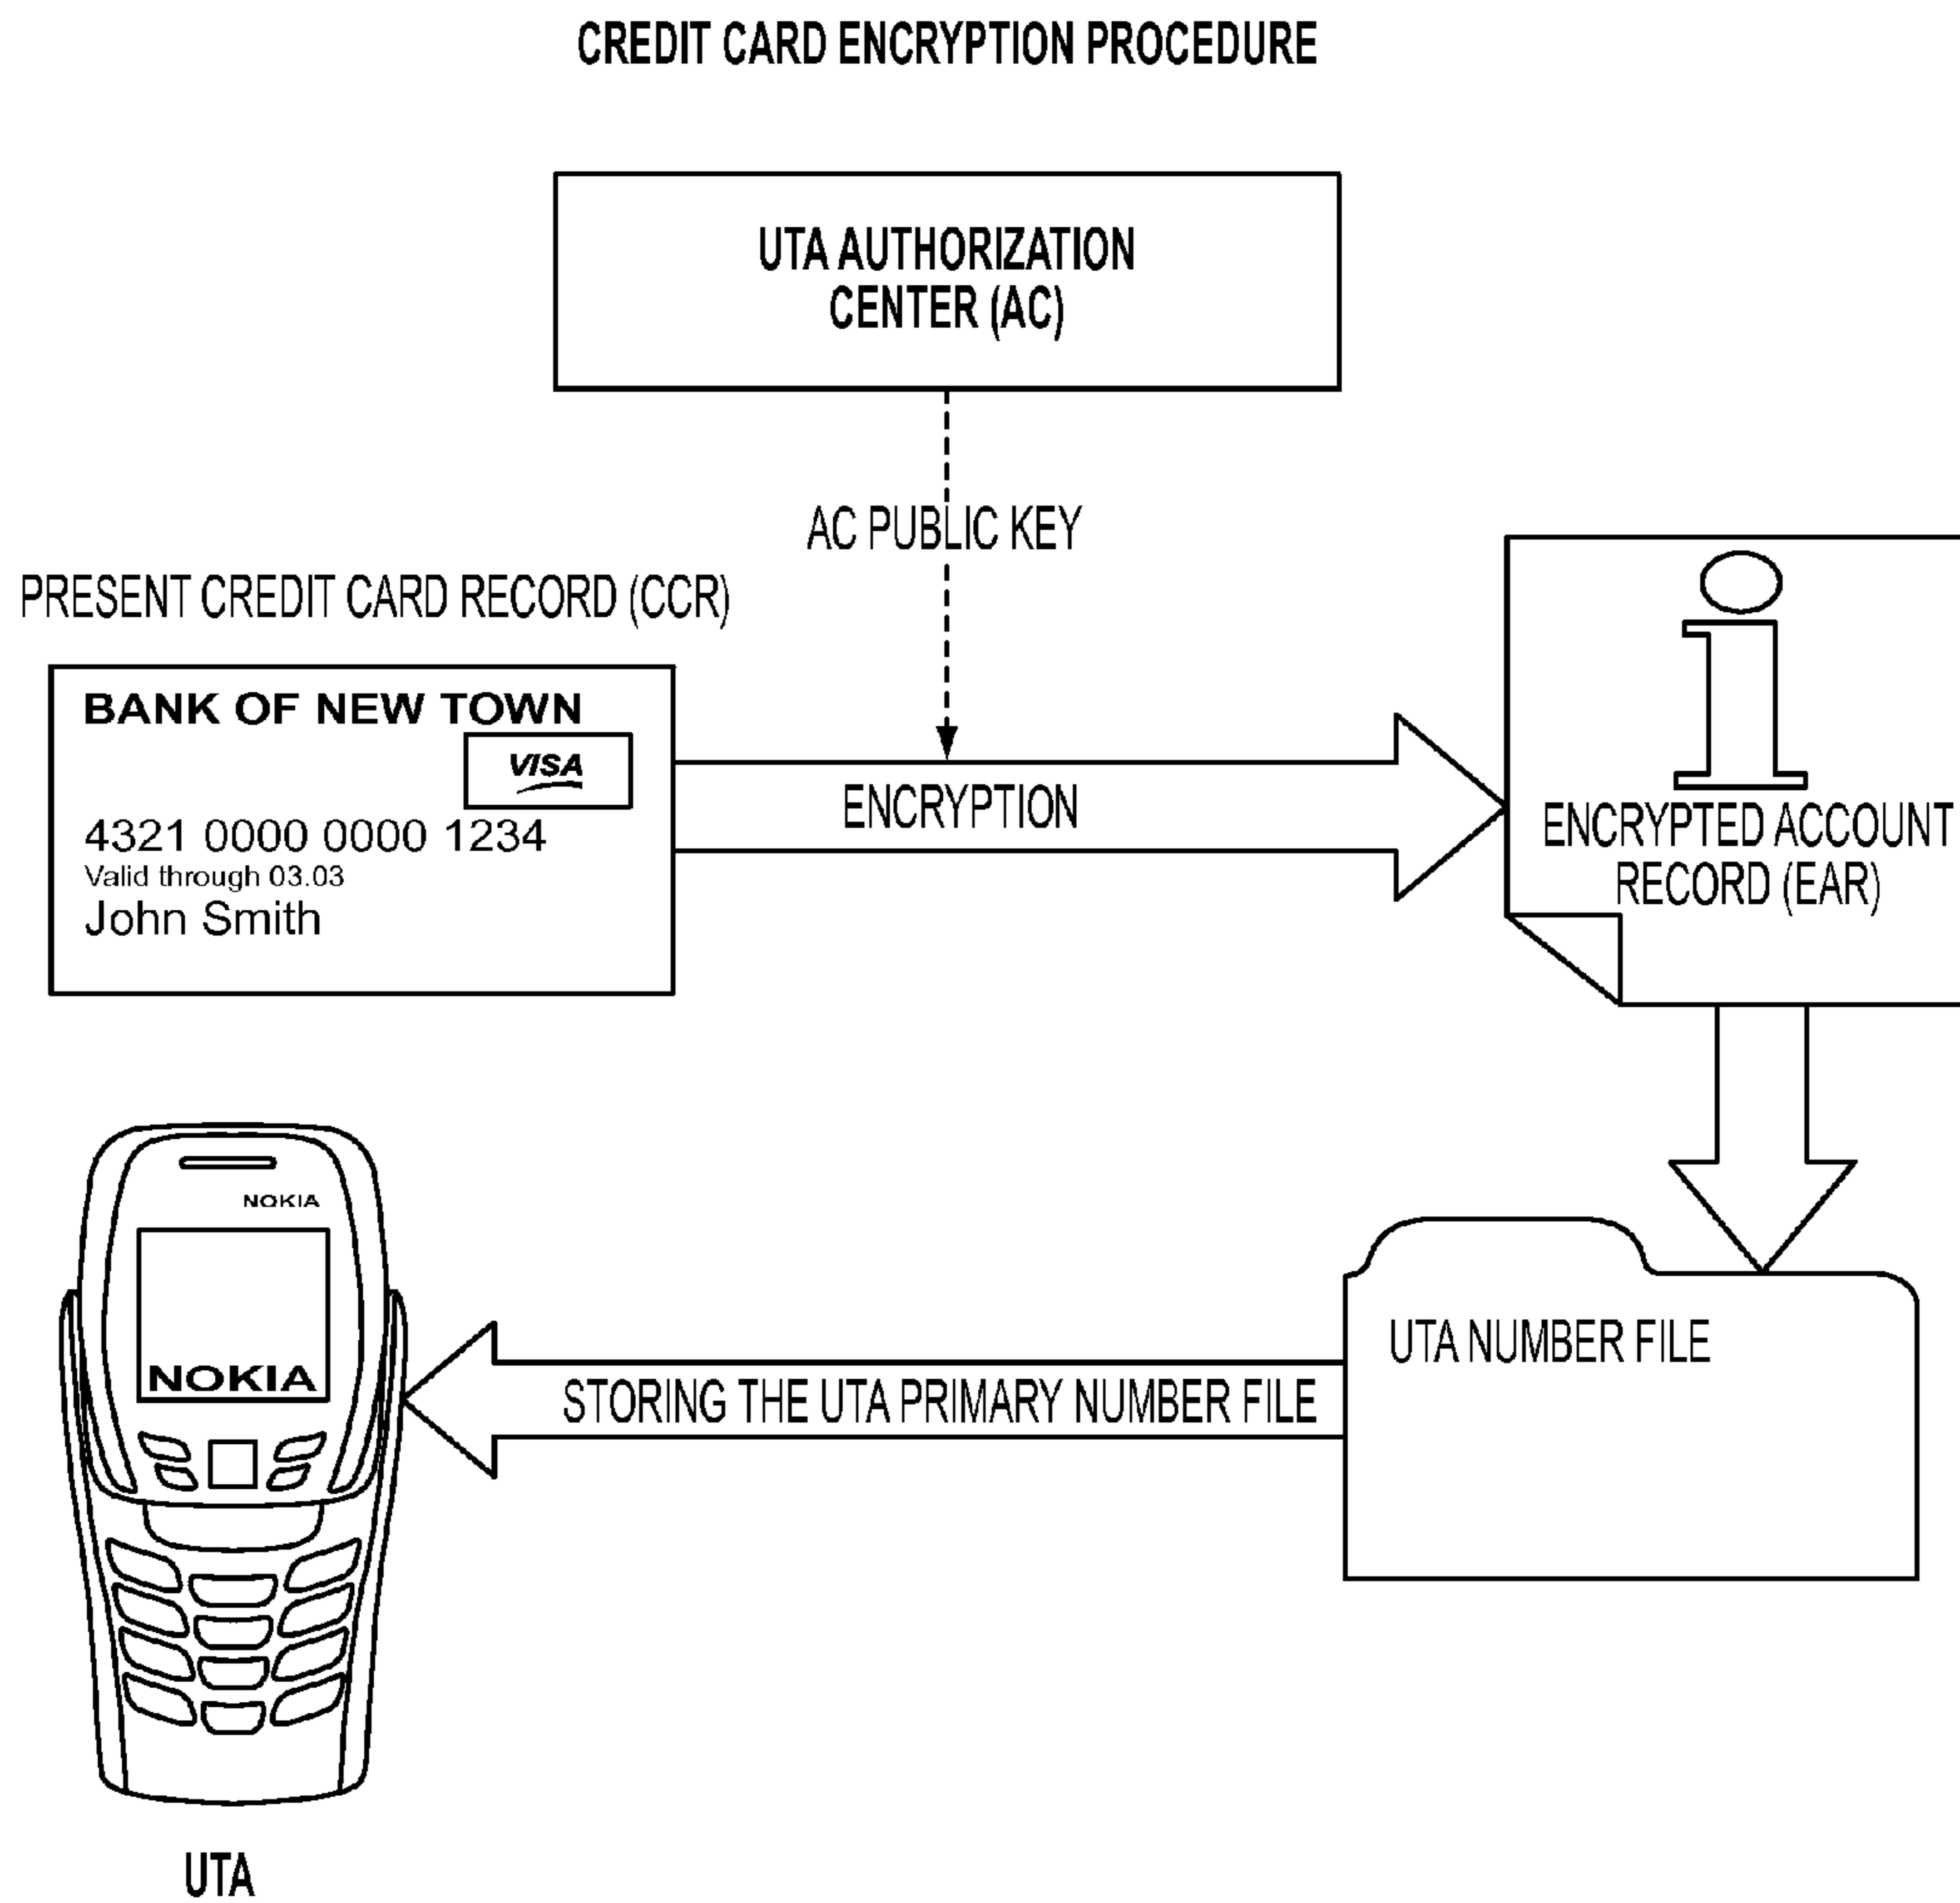 CREDIT CARD ENCRYPTION PROCEDURE
UTA AUTHORIZATION
CENTER (AC)
AC PUBLIC KEY
PRESENT CREDIT CARD RECORD (CCR)
BANK OF NEW TOWN
VISA
4321 0000 0000 1234
Valid through 03.03
John Smith
ENCRYPTION
ENCRYPTED ACCOUNT
RECORD (EAR)
NOKIA
NOKIA
STORING THE UTA PRIMARY NUMBER FILE
UTA NUMBER FILE
UTA